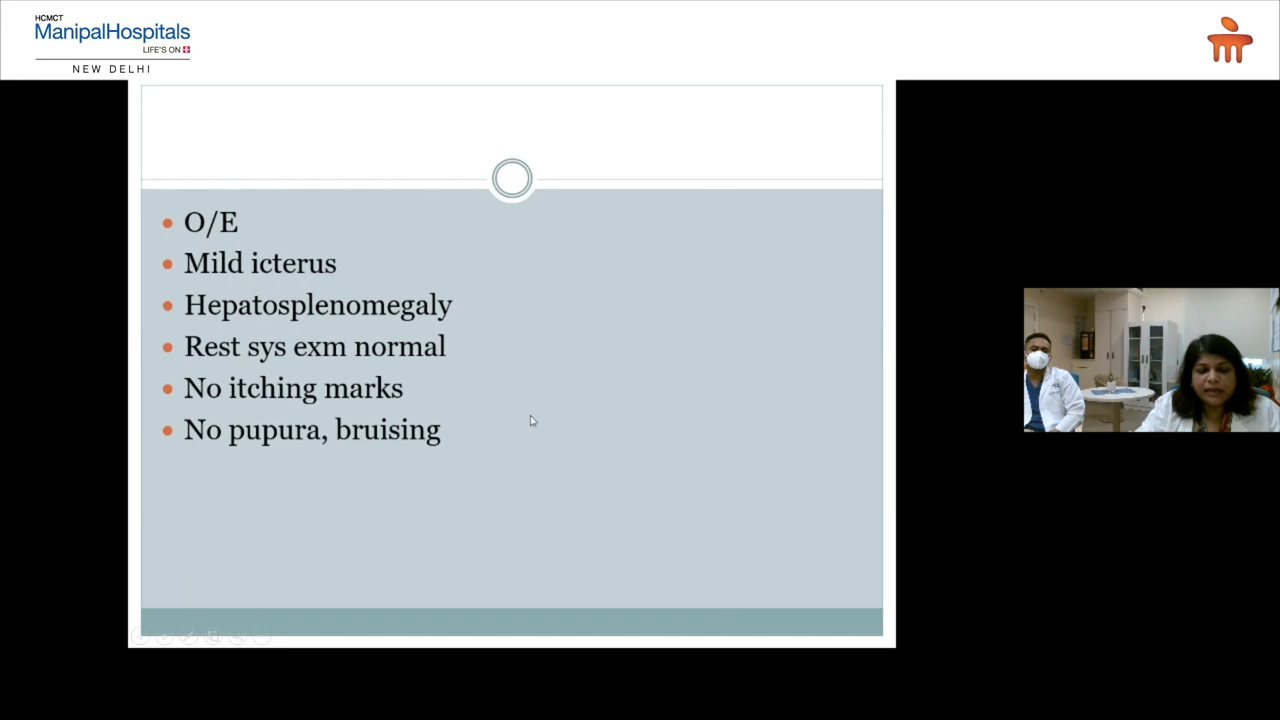 HCMCT
ManipalHospitals
LIFE'S ON
NEW DELHI
O/E
Mild icterus
Hepatosplenomegaly
Rest sys exm normal
No itching marks
No pupura, bruising